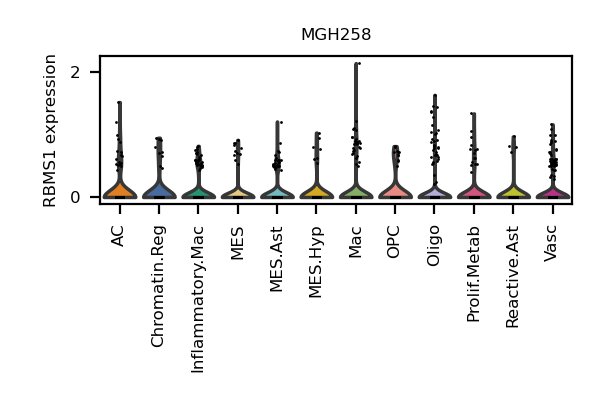 MGH258
RBMS1 expression
2
0
AC
Chromatin.Reg
Inflammatory.Mac
MES
MES.Ast
MES.Hyp
Mac
OPC
Oligo
Prolif.Metab
Reactive.Ast
Vasc